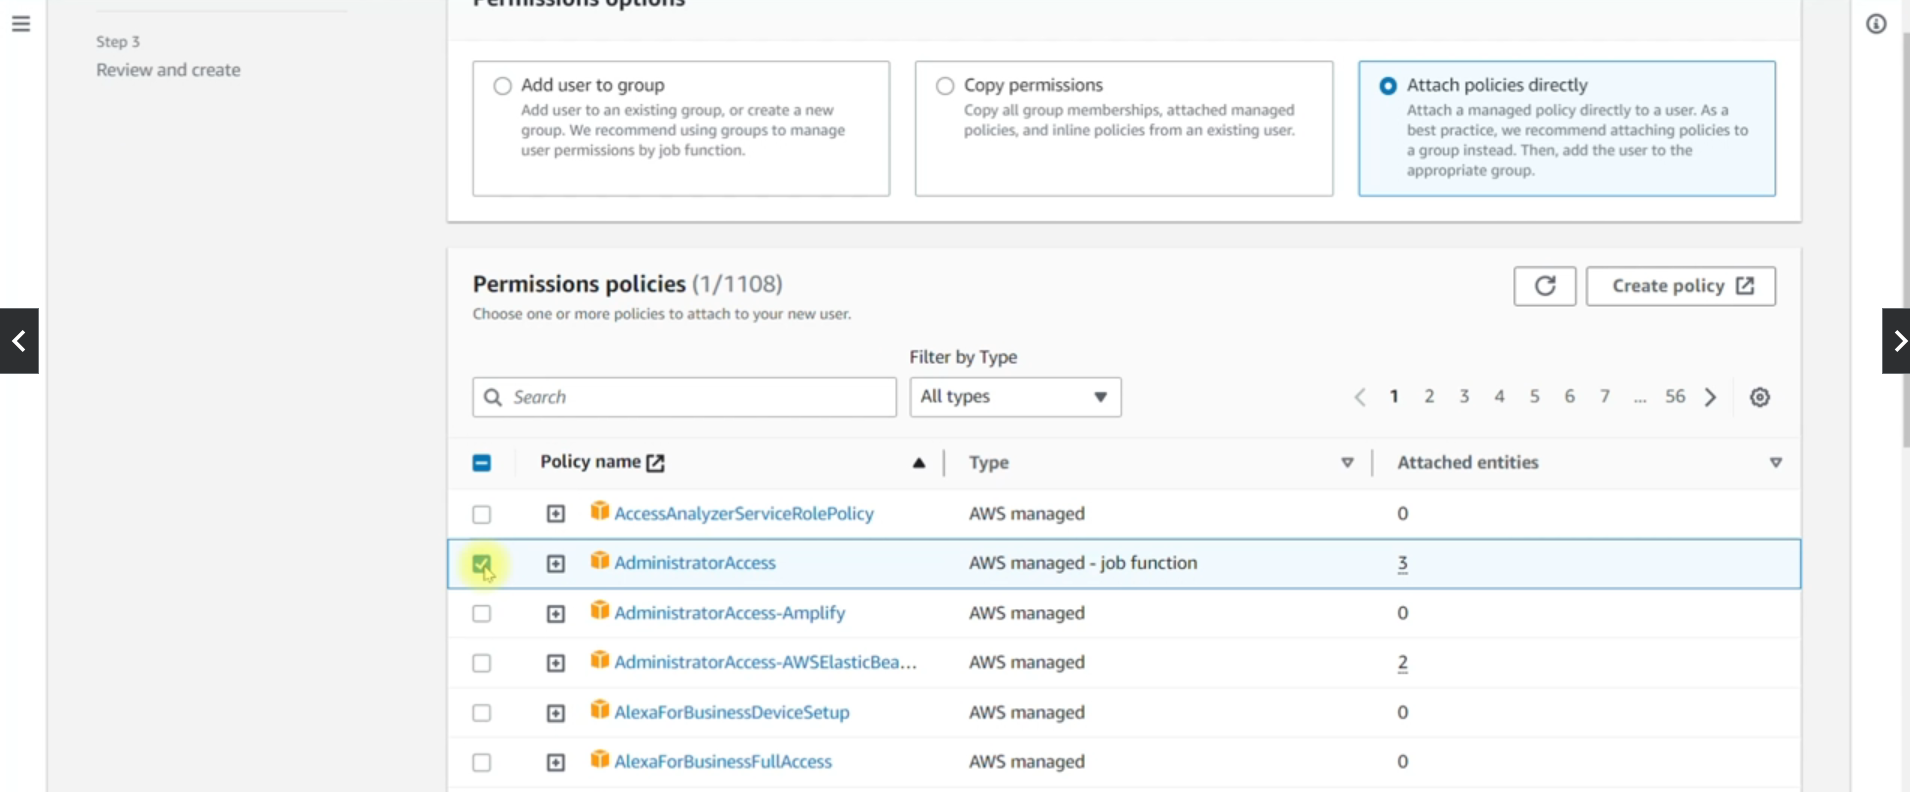 Permissions options
Step 3
Review and create
Add user to group
Add user to an existing group, or create a new
group. We recommend using groups to manage
user permissions by job function.
Copy permissions
Copy all group memberships, attached managed
policies, and inline policies from an existing user.
Attach policies directly
Attach a managed policy directly to a user. As a
best practice, we recommend attaching policies to
a group instead. Then, add the user to the
appropriate group.
Permissions policies (1/1108)
Choose one or more policies to attach to your new user.
Create policy
Filter by Type
Search
All types
1 2 3 4 5 6 7 ... 56
Policy name Type Attached entities
AccessAnalyzerServiceRolePolicy AWS managed 0
AdministratorAccess AWS managed - job function 3
AdministratorAccess-Amplify AWS managed 0
AdministratorAccess-AWSElasticBea... AWS managed 2
AlexaForBusinessDeviceSetup AWS managed 0
AlexaForBusinessFullAccess AWS managed 0